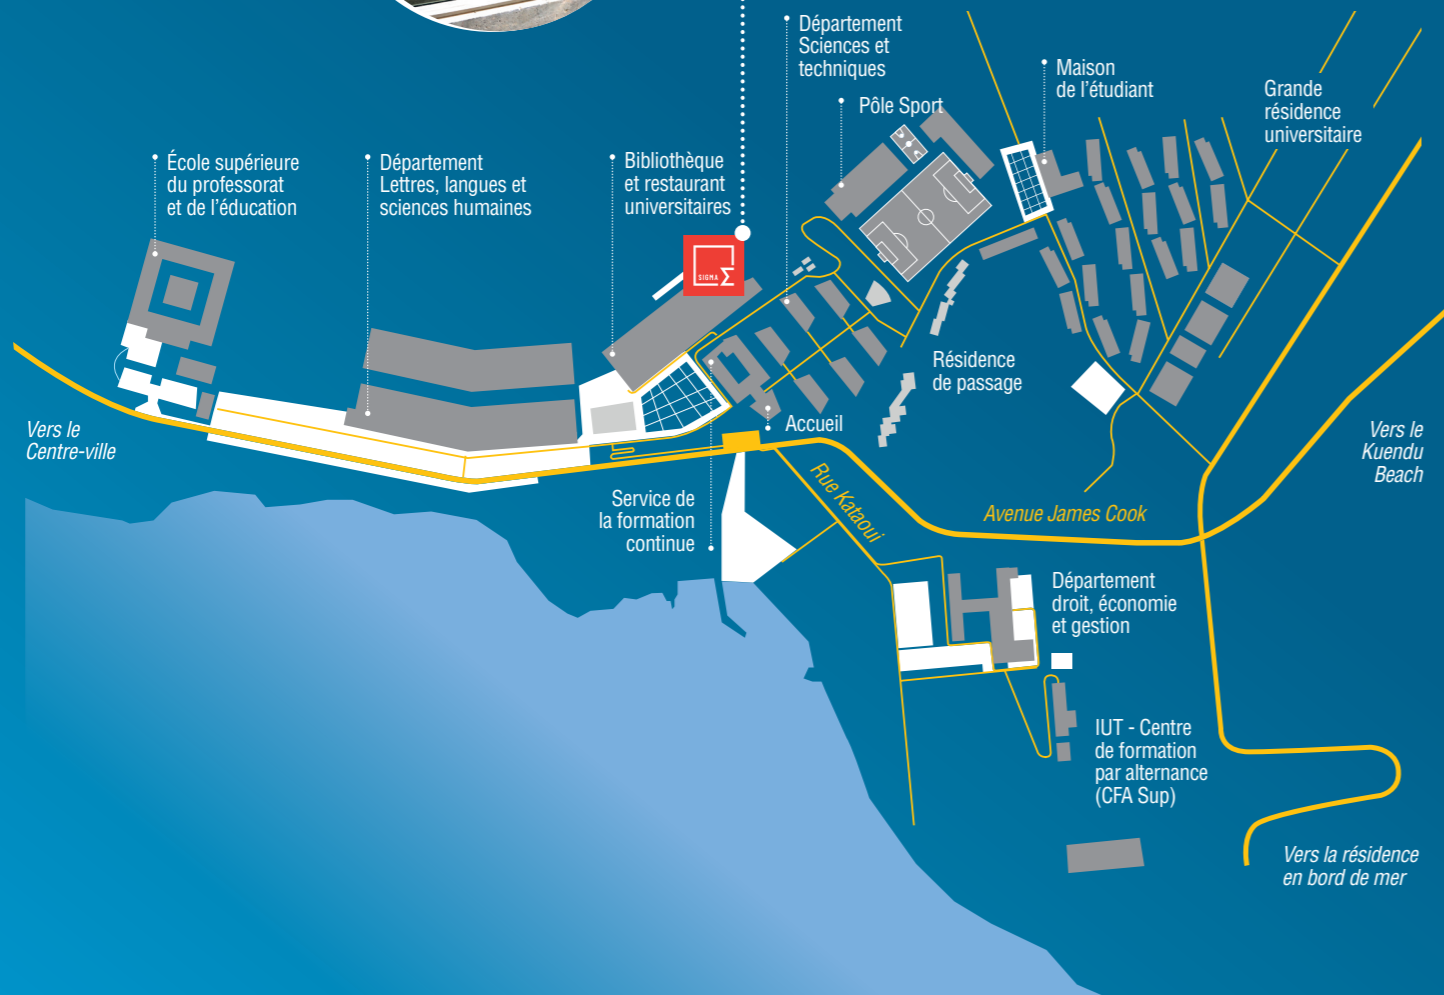 Département
Sciences et
techniques
Pôle Sport
Maison
de l'étudiant
Grande
résidence
universitaire
École supérieure
du professorat
et de l'éducation
Département
Lettres, langues et
sciences humaines
Bibliothèque
et restaurant
universitaires
SIGMA
Σ
Résidence
de passage
Accueil
Vers le
Centre-ville
Vers le
Kuendu
Beach
Service de
la formation
continue
Rue Kataoui
Avenue James Cook
Département
droit, économie
et gestion
IUT - Centre
de formation
par alternance
(CFA Sup)
Vers la résidence
en bord de mer